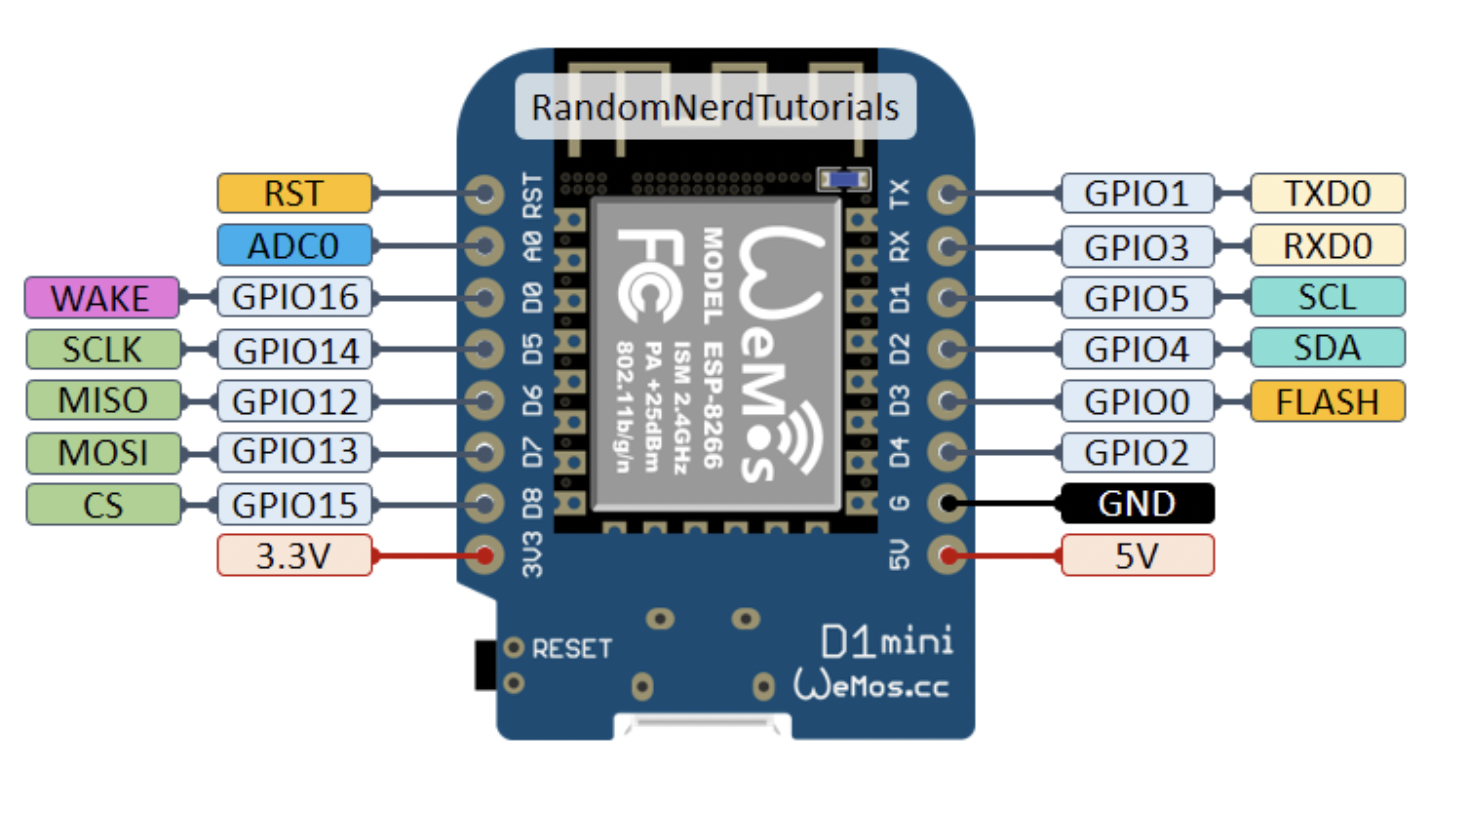 RandomNerdTutorials
RST RST TX GPIO1 TXD0
ADC0 A0 RX GPIO3 RXD0
WAKE GPIO16 D0 D1 GPIO5 SCL
SCLK GPIO14 D5 D2 GPIO4 SDA
MISO GPIO12 D6 D3 GPIO0 FLASH
MOSI GPIO13 D7 D4 GPIO2
CS GPIO15 D8 G GND
3.3V 3V3 5V 5V
WeMos
MODEL ESP-8266
ISM 2.4GHz
PA +25dBm
802.11b/g/n
FC
RESET
D1 mini
WeMos.cc